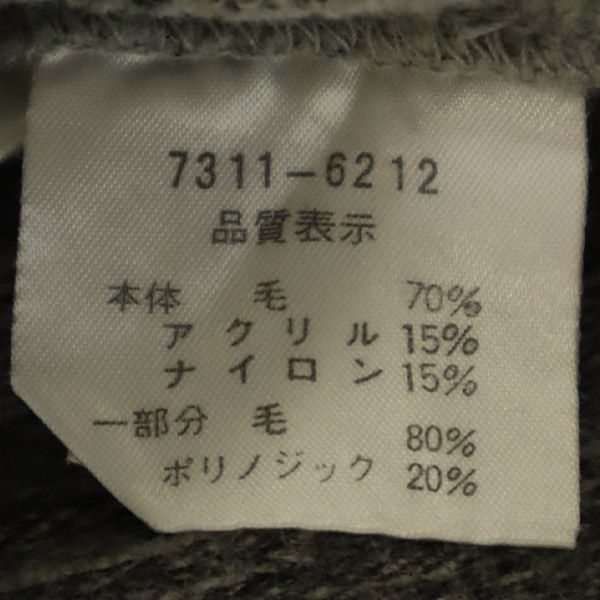 7311-6212
品質表示
本体 毛 70%
アクリル 15%
ナイロン 15%
一部分 毛 80%
ポリノジック 20%